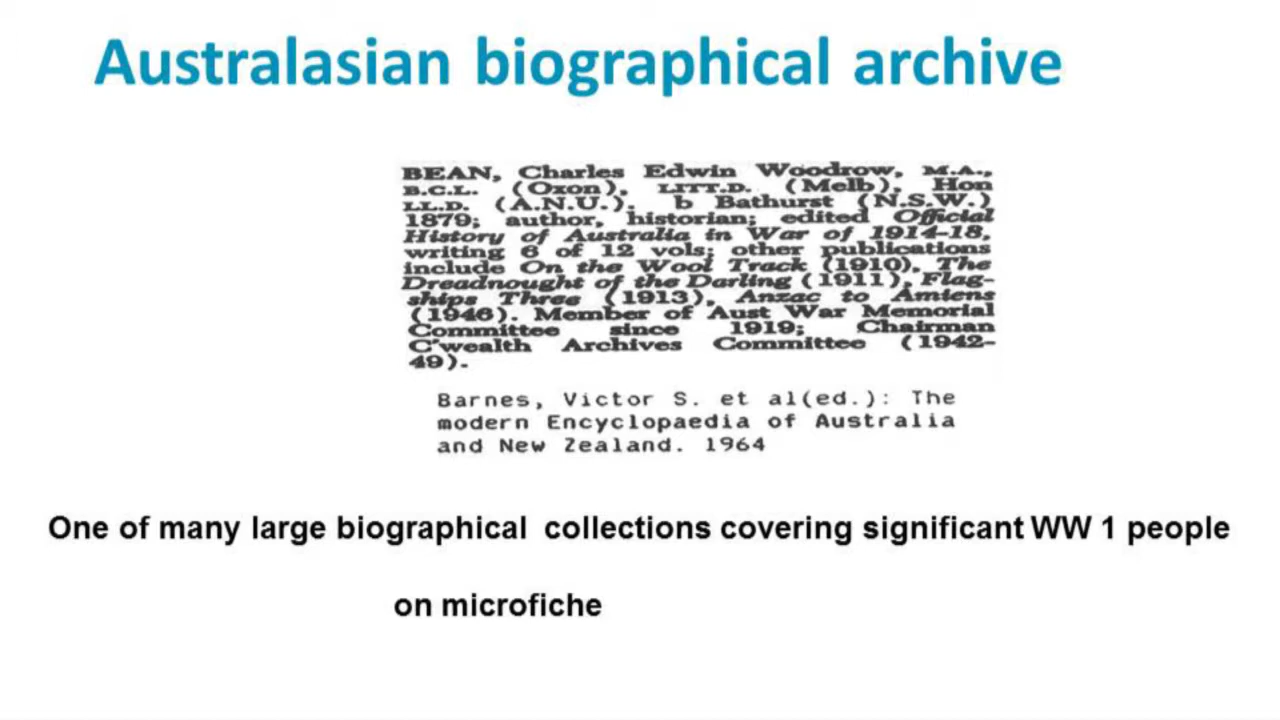 Australasian biographical archive
BEAN, Charles Edwin Woodrow, M.A.,
B.C.L. (Oxon), LITT.D. (Melb), Hon
LL.D. (A.N.U.). b Bathurst (N.S.W.)
1879; author, historian; edited Official
History of Australia in War of 1914-18,
writing 6 of 12 vols; other publications
include On the Wool Track (1910), The
Dreadnought of the Darling (1911), Flag-
ships Three (1913), Anzac to Amiens
(1946). Member of Aust War Memorial
Committee since 1919; Chairman
C'wealth Archives Committee (1942-
49).
Barnes, Victor S. et al(ed.): The
modern Encyclopaedia of Australia
and New Zealand. 1964
One of many large biographical collections covering significant WW 1 people
on microfiche